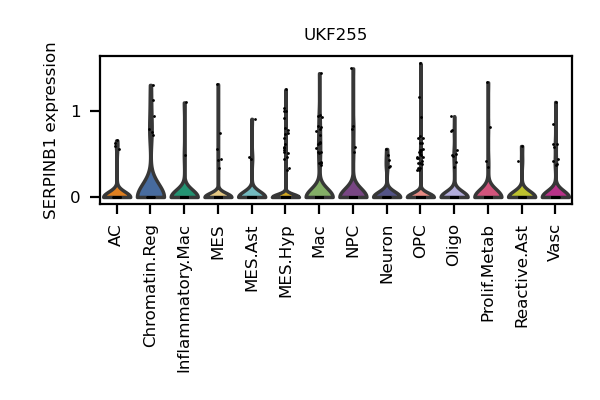 UKF255
SERPINB1 expression
1
0
AC
Chromatin.Reg
Inflammatory.Mac
MES
MES.Ast
MES.Hyp
Mac
NPC
Neuron
OPC
Oligo
Prolif.Metab
Reactive.Ast
Vasc